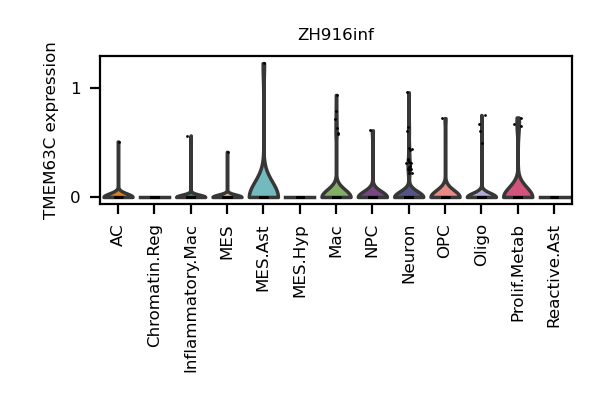 ZH916inf
TMEM63C expression
1
0
AC
Chromatin.Reg
Inflammatory.Mac
MES
MES.Ast
MES.Hyp
Mac
NPC
Neuron
OPC
Oligo
Prolif.Metab
Reactive.Ast